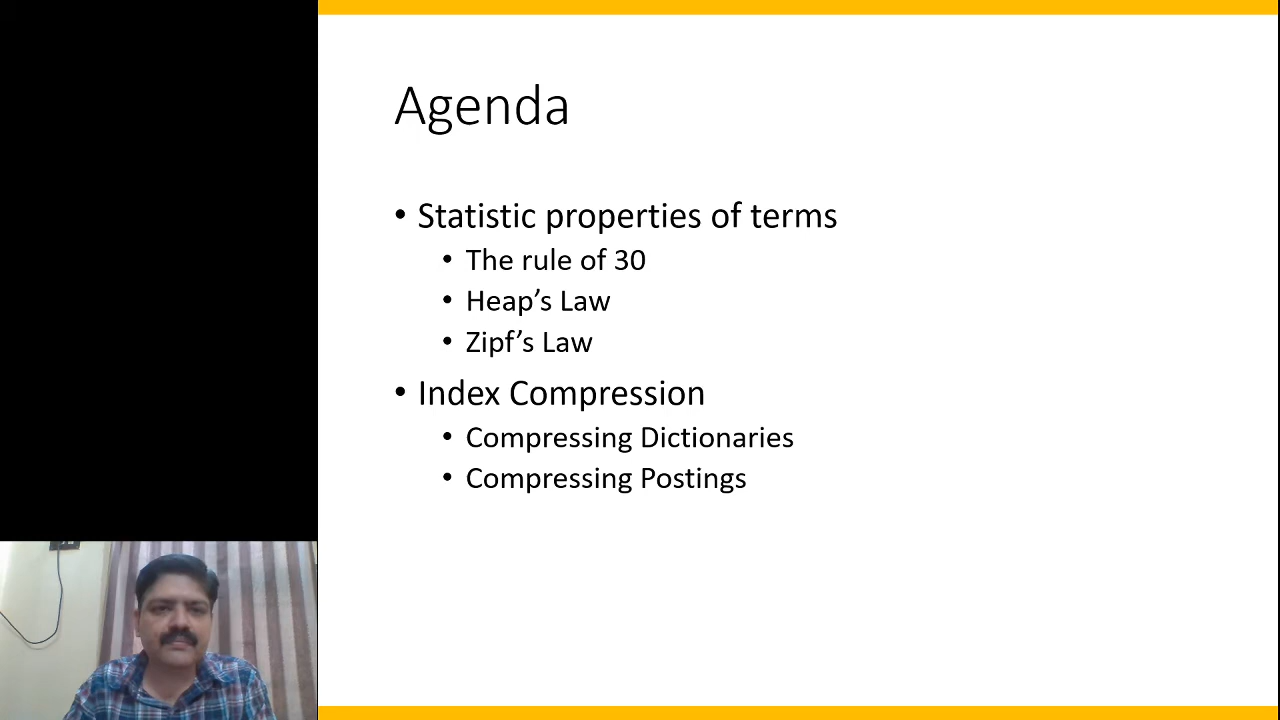 Agenda
• Statistic properties of terms
• The rule of 30
• Heap’s Law
• Zipf’s Law
• Index Compression
• Compressing Dictionaries
• Compressing Postings